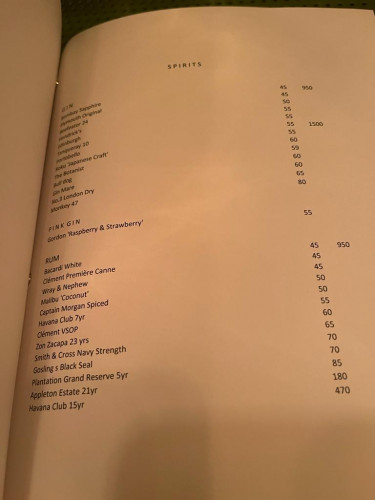 SPIRITS
GIN
Bombay Sapphire 45 950
Plymouth Original 45
Beefeater 24 50
Hendrick's 55
Edinburgh 55
Tanqueray 10 55 1500
Portobello 55
Roku 'Japanese Craft' 60
The Botanist 59
Bull dog 60
Gin Mare 60
No.3 London Dry 65
Monkey 47 80
PINK GIN
Gordon 'Raspberry & Strawberry' 55
RUM
Bacardi White 45 950
Clément Première Canne 45
Wray & Nephew 45
Malibu 'Coconut' 50
Captain Morgan Spiced 50
Havana Club 7yr 55
Clément VSOP 60
Zon Zacapa 23 yrs 65
Smith & Cross Navy Strength 70
Gosling s Black Seal 70
Plantation Grand Reserve 5yr 85
Appleton Estate 21yr 180
Havana Club 15yr 470